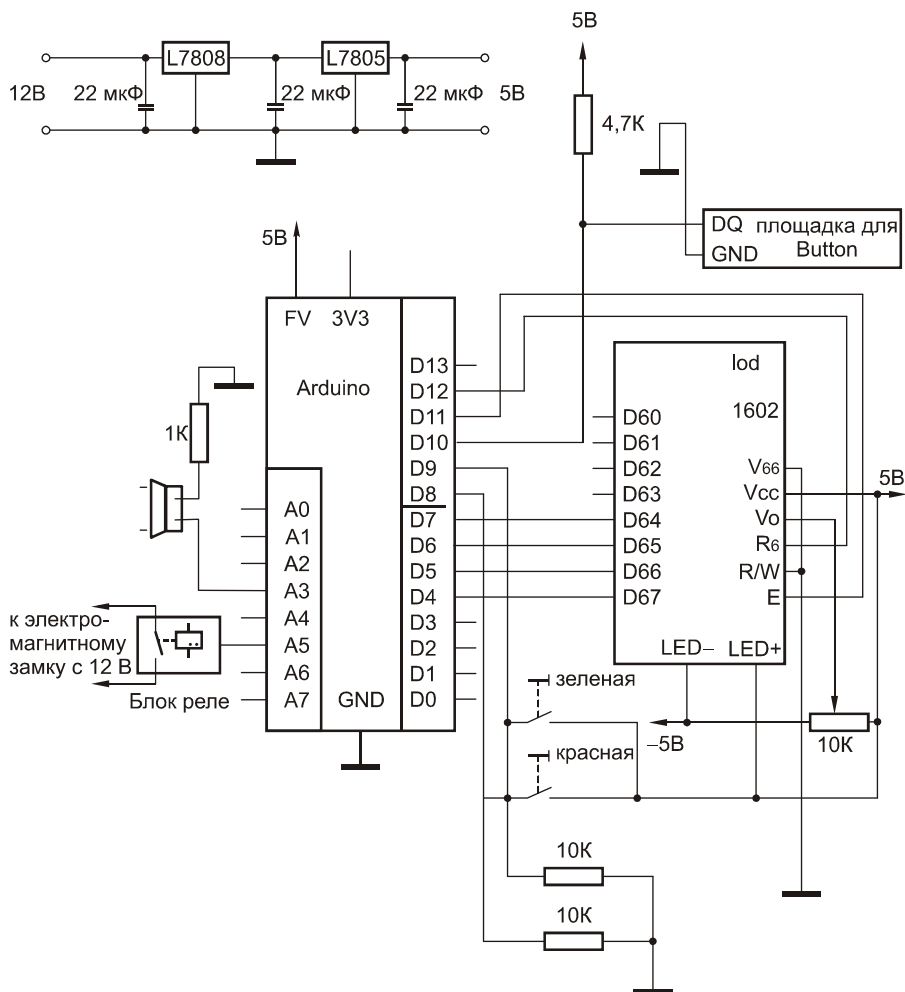 5В
L7808
L7805
12В
22 мкФ
22 мкФ
22 мкФ
5В
4,7К
DQ
площадка для
Button
GND
5В
FV
3V3
Arduino
1К
D13
D12
D11
D10
D9
D8
D7
D6
D5
D4
D3
D2
D1
D0
A0
A1
A2
A3
A4
A5
A6
A7
GND
к электро-
магнитному
замку с 12 В
Блок реле
lod
1602
D60
D61
D62
D63
D64
D65
D66
D67
V66
Vcc
Vo
R6
R/W
E
LED–
LED+
5В
зеленая
–5В
10К
красная
10К
10К